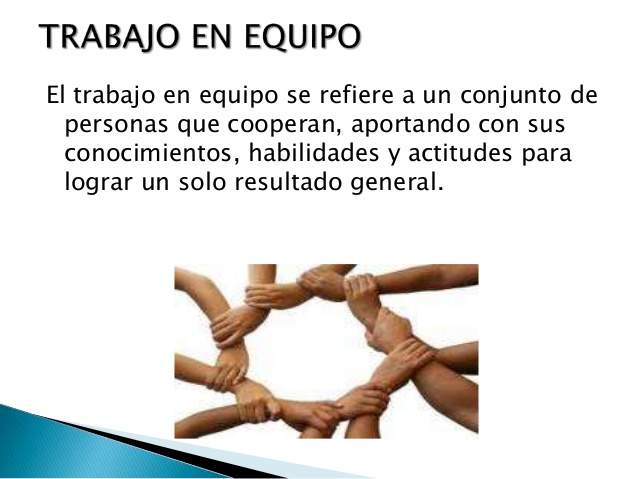 TRABAJO EN EQUIPO
El trabajo en equipo se refiere a un conjunto de
personas que cooperan, aportando con sus
conocimientos, habilidades y actitudes para
lograr un solo resultado general.